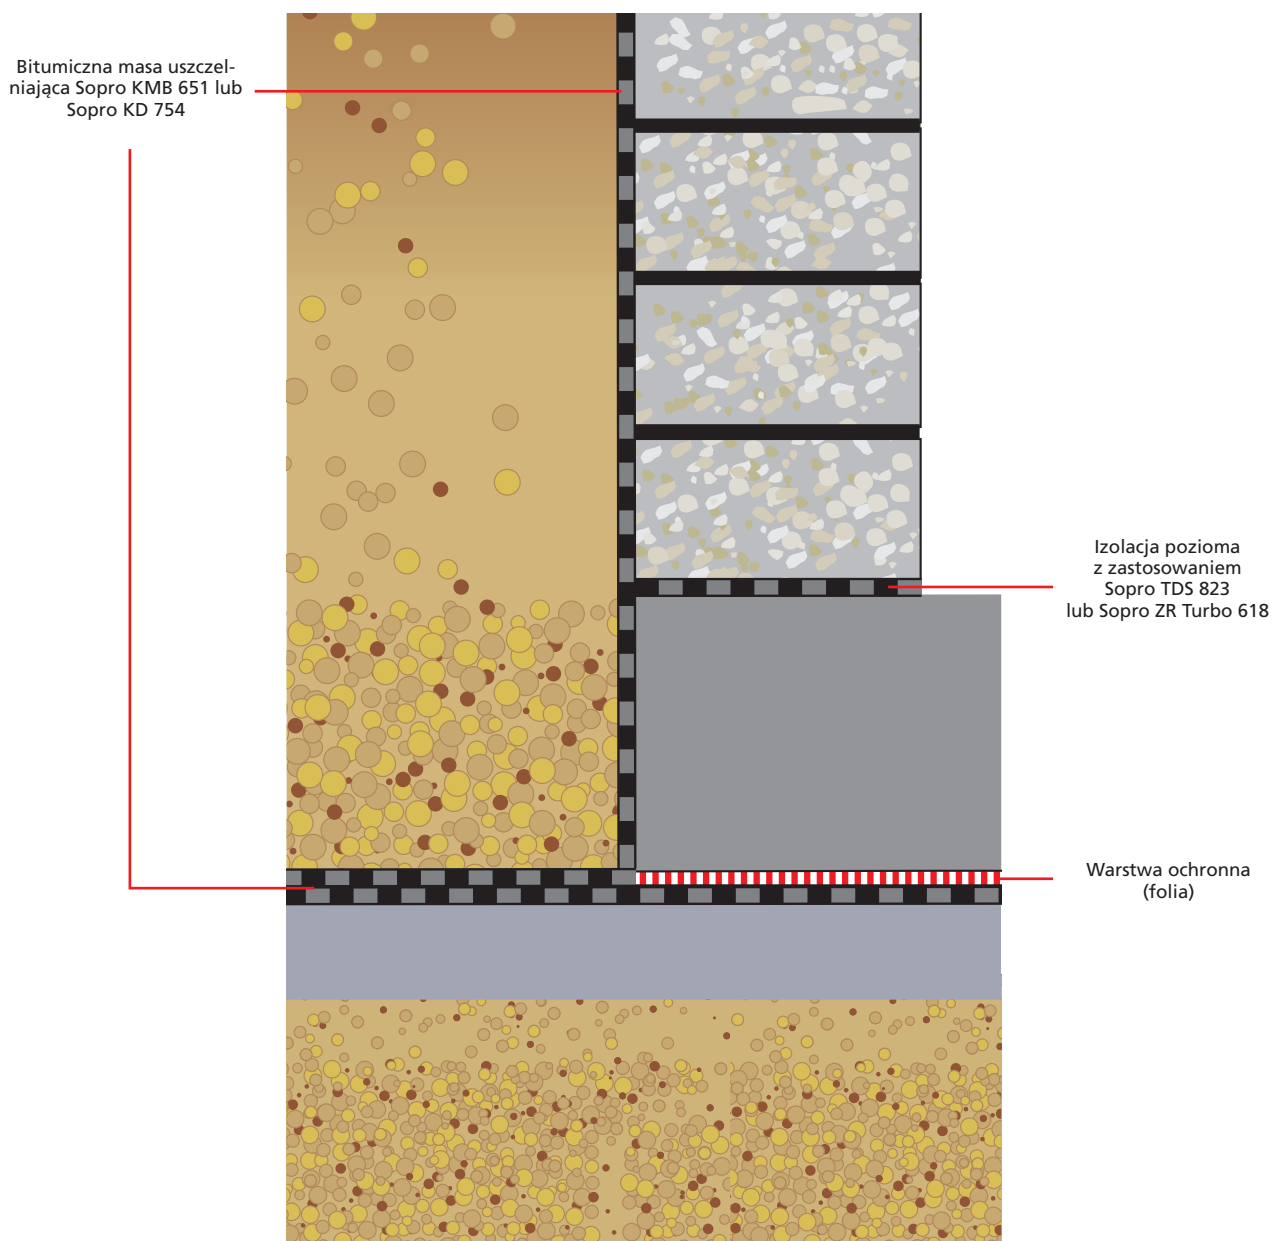 Bitumiczna masa uszczel-
niająca Sopro KMB 651 lub
Sopro KD 754
Izolacja pozioma
z zastosowaniem
Sopro TDS 823
lub Sopro ZR Turbo 618
Warstwa ochronna
(folia)